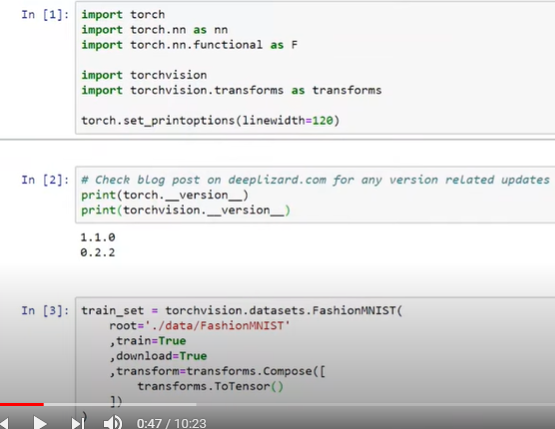 In [1]: import torch
import torch.nn as nn
import torch.nn.functional as F
import torchvision
import torchvision.transforms as transforms
torch.set_printoptions(linewidth=120)
In [2]: # Check blog post on deeplizard.com for any version related updates
print(torch.__version__)
print(torchvision.__version__)
1.1.0
0.2.2
In [3]: train_set = torchvision.datasets.FashionMNIST(
root='./data/FashionMNIST'
,train=True
,download=True
,transform=transforms.Compose([
transforms.ToTensor()
])
)
0:47 / 10:23